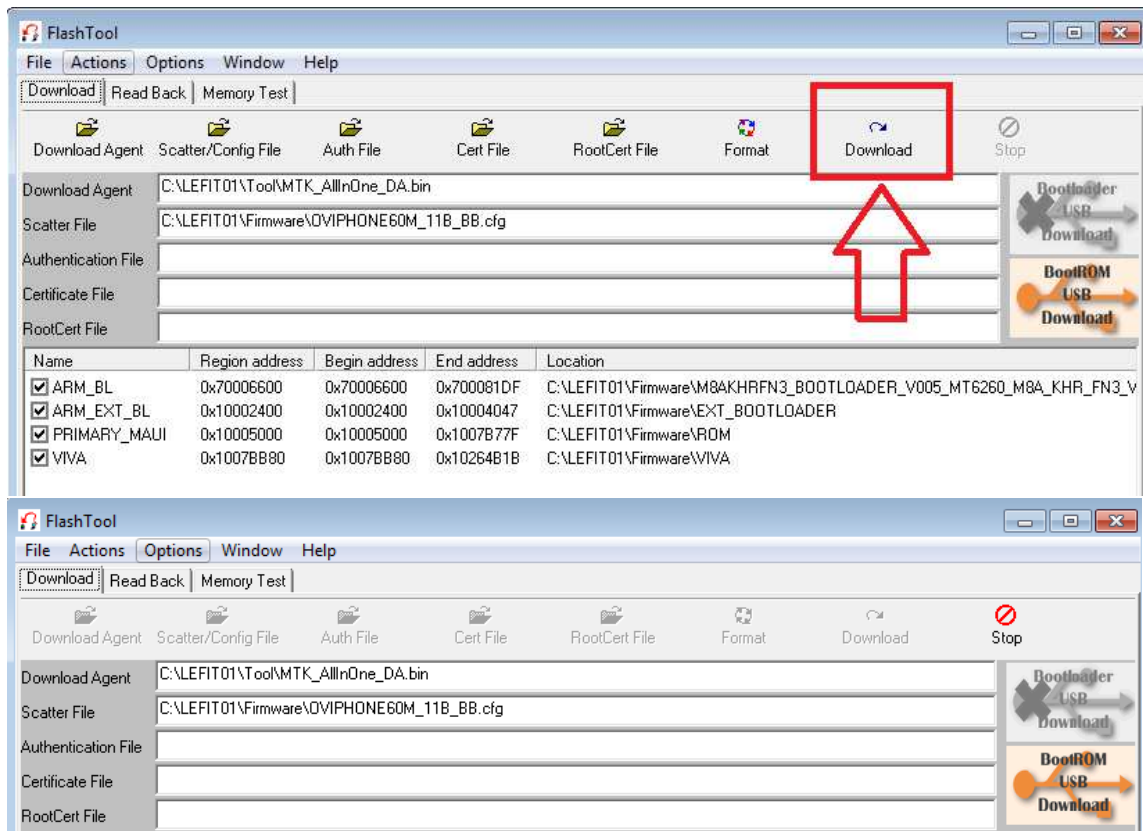 FlashTool
File Actions Options Window Help
Download Read Back Memory Test
Download Agent Scatter/Config File Auth File Cert File RootCert File Format Download Stop
Download Agent C:\LEFIT01\Tool\MTK_AllInOne_DA.bin
Scatter File C:\LEFIT01\Firmware\OVIPHONE60M_11B_BB.cfg
Authentication File
Certificate File
RootCert File
Bootloader
USB
Download
BootROM
USB
Download
Name Region address Begin address End address Location
ARM_BL 0x70006600 0x70006600 0x700081DF C:\LEFIT01\Firmware\M8AKHRFN3_BOOTLOADER_V005_MT6260_M8A_KHR_FN3_V
ARM_EXT_BL 0x10002400 0x10002400 0x10004047 C:\LEFIT01\Firmware\EXT_BOOTLOADER
PRIMARY_MAUI 0x10005000 0x10005000 0x1007B77F C:\LEFIT01\Firmware\ROM
VIVA 0x1007BB80 0x1007BB80 0x10264B1B C:\LEFIT01\Firmware\VIVA
FlashTool
File Actions Options Window Help
Download Read Back Memory Test
Download Agent Scatter/Config File Auth File Cert File RootCert File Format Download Stop
Download Agent C:\LEFIT01\Tool\MTK_AllInOne_DA.bin
Scatter File C:\LEFIT01\Firmware\OVIPHONE60M_11B_BB.cfg
Authentication File
Certificate File
RootCert File
Bootloader
USB
Download
BootROM
USB
Download